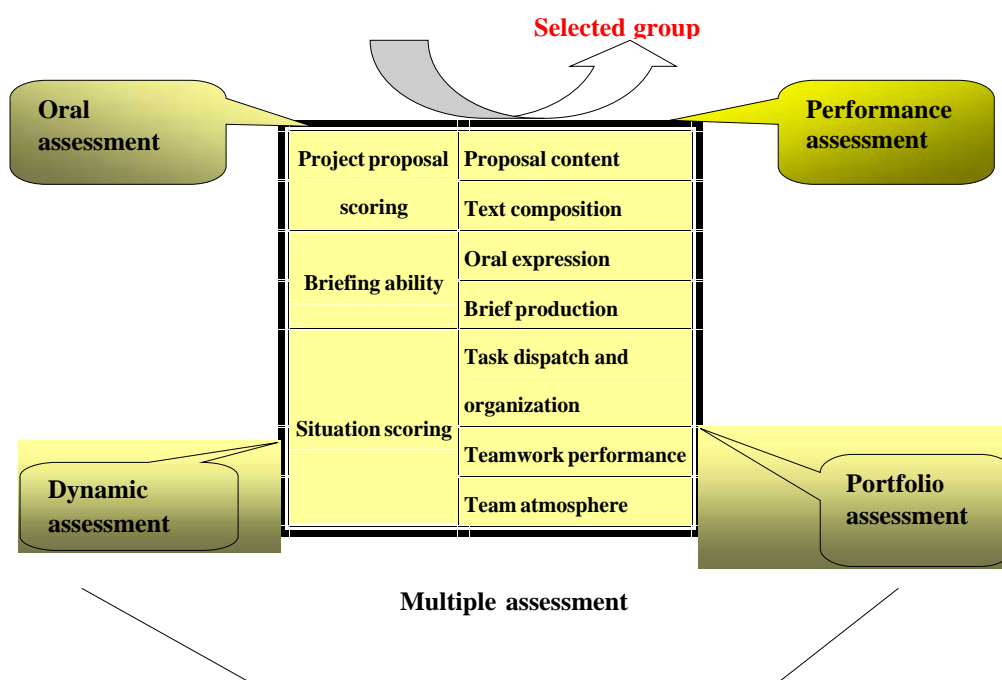 Selected group
Oral
assessment
Performance
assessment
Project proposal
scoring
Proposal content
Text composition
Briefing ability
Oral expression
Brief production
Situation scoring
Task dispatch and
organization
Teamwork performance
Team atmosphere
Dynamic
assessment
Portfolio
assessment
Multiple assessment